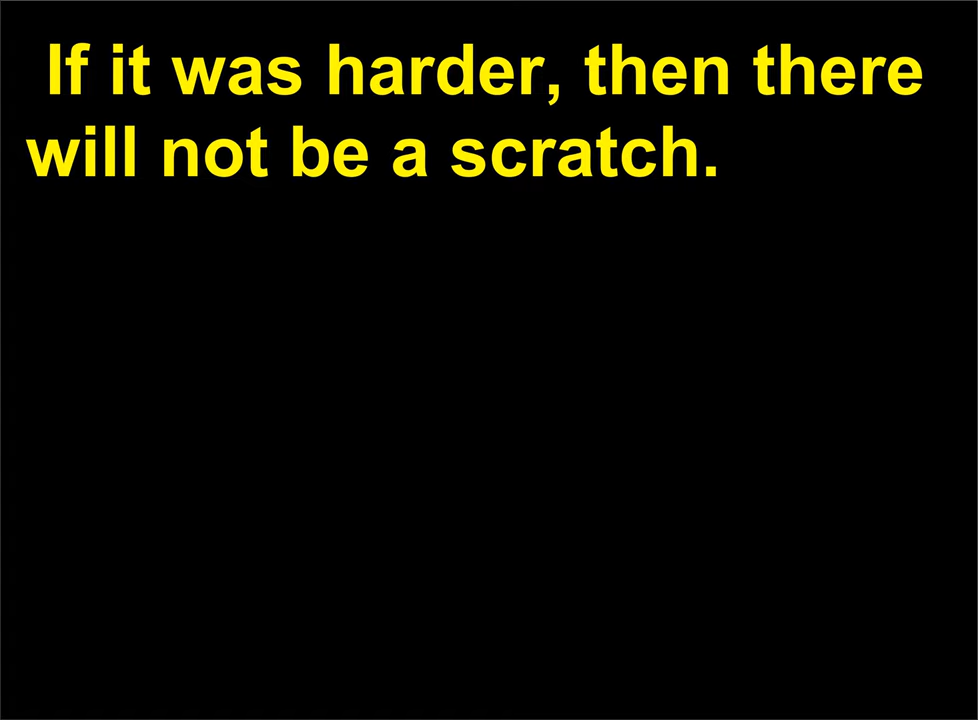 If it was harder, then there
will not be a scratch.